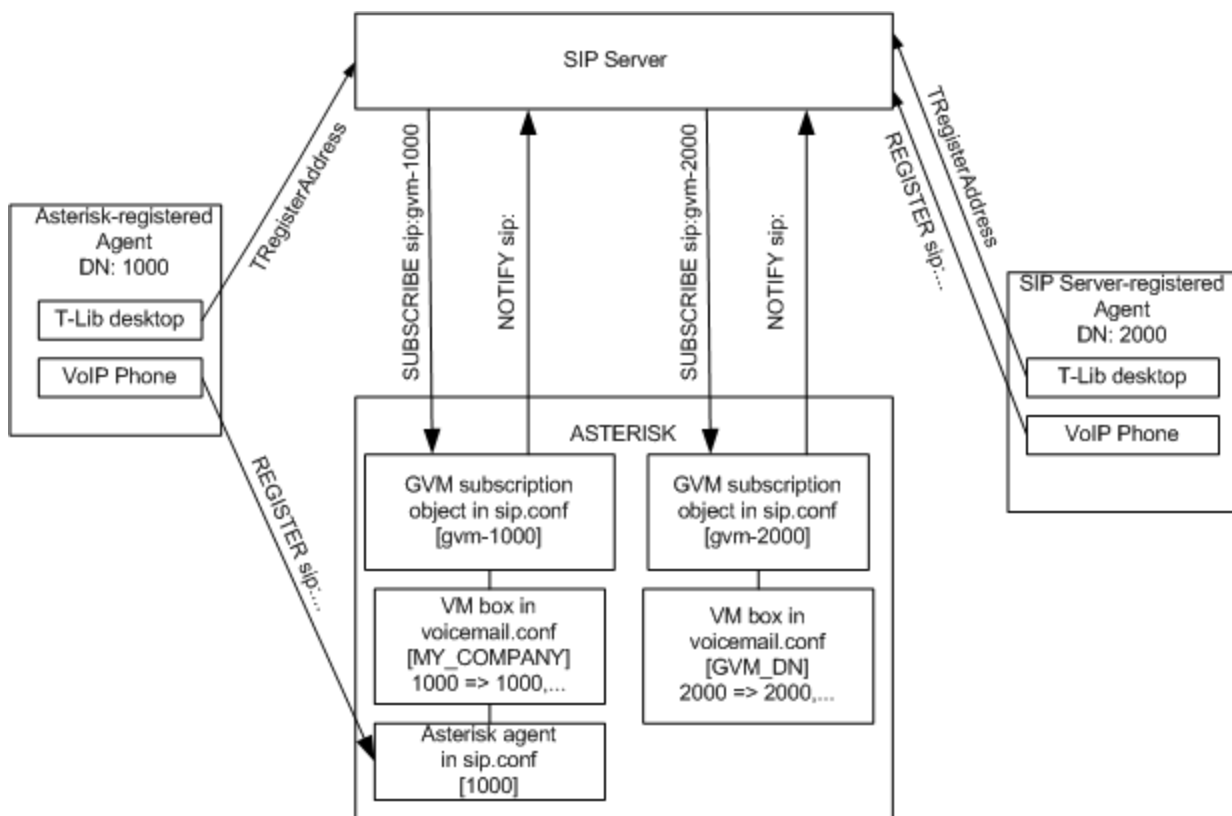 SIP Server
TRegisterAddress
SUBSCRIBE sip:gvm-1000
NOTIFY sip:
SUBSCRIBE sip:gvm-2000
NOTIFY sip:
TRegisterAddress
REGISTER sip:...
Asterisk-registered
Agent
DN: 1000
T-Lib desktop
VoIP Phone
SIP Server-registered
Agent
DN: 2000
T-Lib desktop
VoIP Phone
REGISTER sip:...
ASTERISK
GVM subscription
object in sip.conf
[gvm-1000]
GVM subscription
object in sip.conf
[gvm-2000]
VM box in
voicemail.conf
[MY_COMPANY]
1000 => 1000,...
VM box in
voicemail.conf
[GVM_DN]
2000 => 2000,...
Asterisk agent
in sip.conf
[1000]